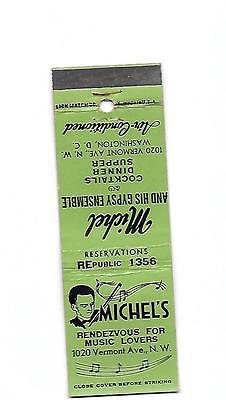 Air-Conditioned
1020 VERMONT AVE., N.W.
WASHINGTON, D. C.
SUPPER
DINNER
COCKTAILS
AND HIS GYPSY ENSEMBLE
Michel
RESERVATIONS
REPUBLIC 1356
MICHEL'S
RENDEZVOUS FOR
MUSIC LOVERS
1020 Vermont Ave., N.W.
CLOSE COVER BEFORE STRIKING